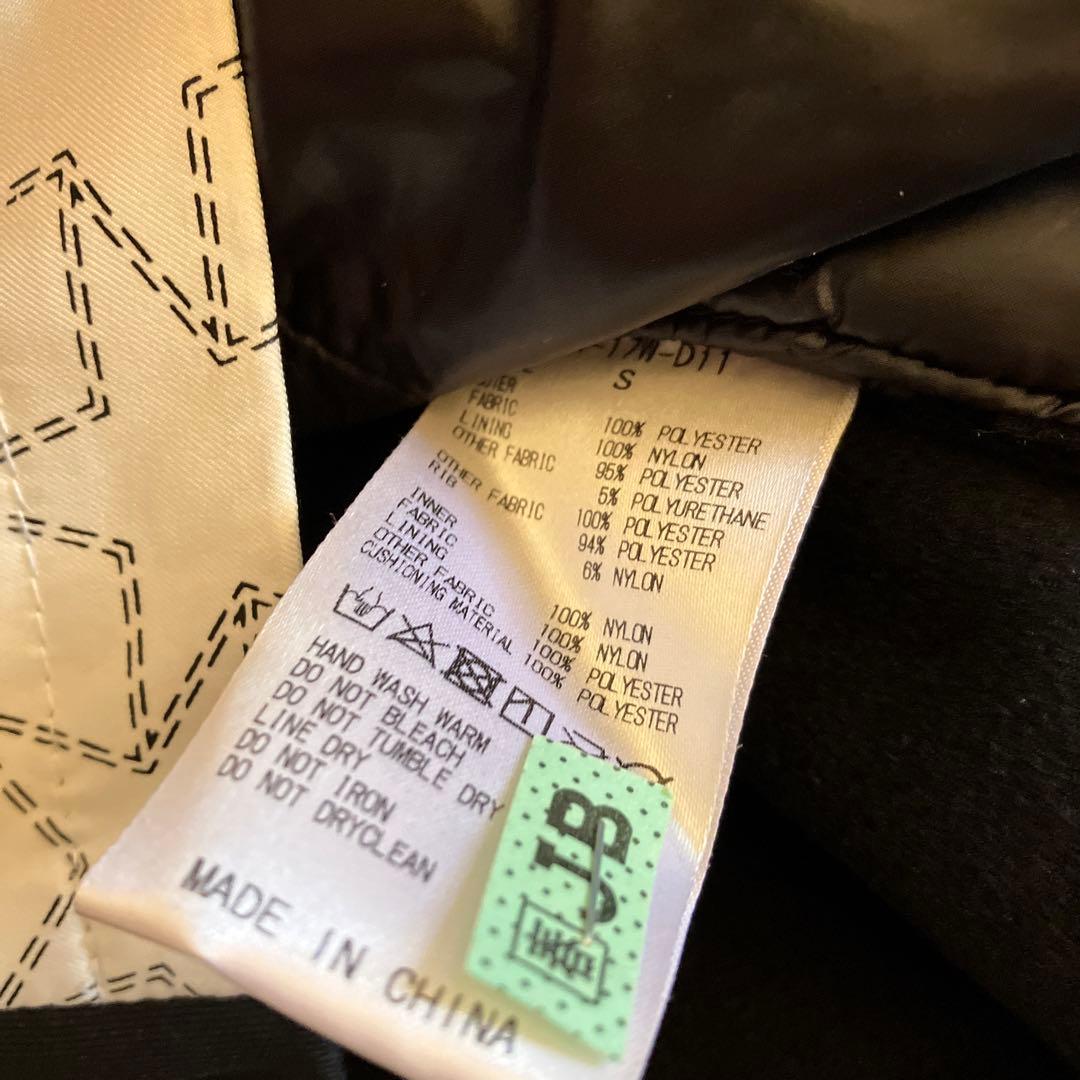 -17W-D11
S
FABRIC 100% POLYESTER
LINING 100% NYLON
OTHER FABRIC 95% POLYESTER
5% POLYURETHANE
OTHER FABRIC 100% POLYESTER
RIB 94% POLYESTER
6% NYLON
INNER
FABRIC 100% NYLON
LINING 100% NYLON
OTHER FABRIC 100% POLYESTER
CUSHIONING MATERIAL 100% POLYESTER
HAND WASH WARM
DO NOT BLEACH
DO NOT TUMBLE DRY
LINE DRY
DO NOT IRON
DO NOT DRYCLEAN
MADE IN CHINA
JB